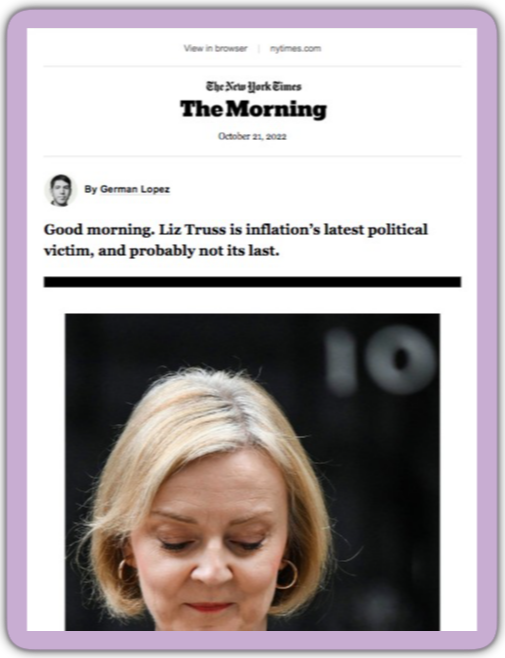 View in browser | nytimes.com
The New York Times
The Morning
October 21, 2022
By German Lopez
Good morning. Liz Truss is inflation’s latest political
victim, and probably not its last.
10